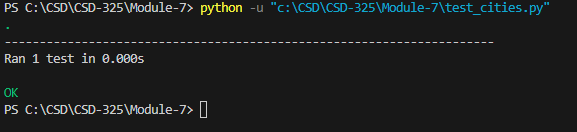 PS C:\CSD\CSD-325\Module-7> python -u "c:\CSD\CSD-325\Module-7\test_cities.py"
.
----------------------------------------------------------------------
Ran 1 test in 0.000s
OK
PS C:\CSD\CSD-325\Module-7>